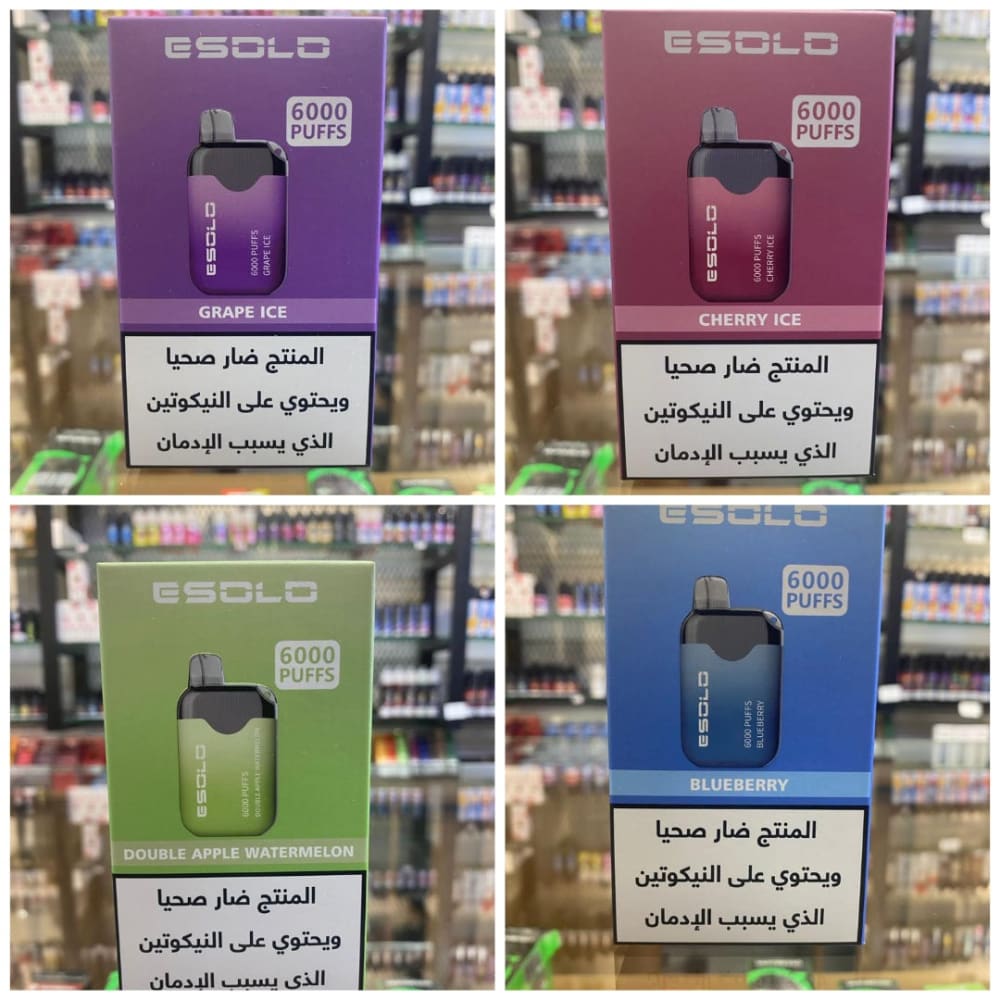 ESOLO
6000
PUFFS
ESOLO
6000 PUFFS
GRAPE ICE
GRAPE ICE
المنتج ضار صحيا
ويحتوي على النيكوتين
الذي يسبب الإدمان
ESOLO
6000
PUFFS
ESOLO
6000 PUFFS
CHERRY ICE
CHERRY ICE
المنتج ضار صحيا
ويحتوي على النيكوتين
الذي يسبب الإدمان
ESOLO
6000
PUFFS
ESOLO
6000 PUFFS
DOUBLE APPLE WATERMELON
DOUBLE APPLE WATERMELON
المنتج ضار صحيا
ويحتوي على النيكوتين
الذي يسبب الإدمان
ESOLO
6000
PUFFS
ESOLO
6000 PUFFS
BLUEBERRY
BLUEBERRY
المنتج ضار صحيا
ويحتوي على النيكوتين
الذي يسبب الإدمان